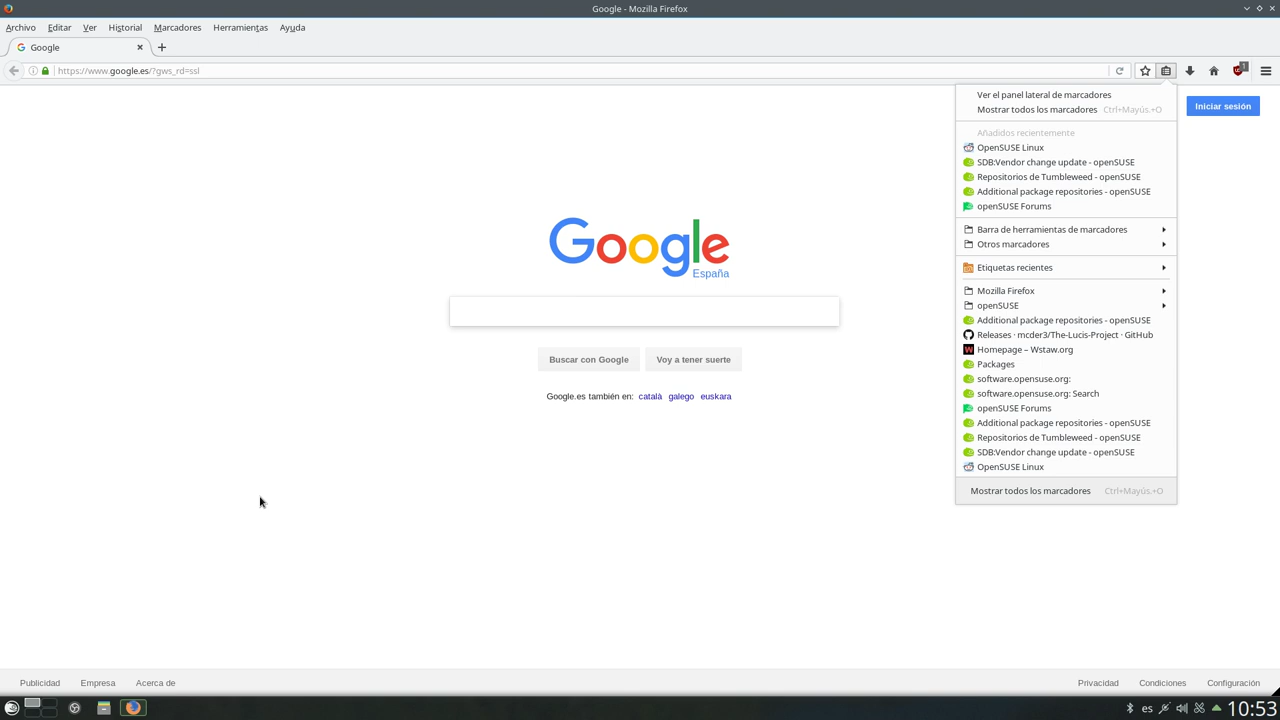 Google - Mozilla Firefox
Archivo Editar Ver Historial Marcadores Herramientas Ayuda
Google
https://www.google.es/?gws_rd=ssl
1
Ver el panel lateral de marcadores
Mostrar todos los marcadores Ctrl+Mayús.+O
Iniciar sesión
Añadidos recientemente
OpenSUSE Linux
SDB:Vendor change update - openSUSE
Repositorios de Tumbleweed - openSUSE
Additional package repositories - openSUSE
openSUSE Forums
Barra de herramientas de marcadores
Otros marcadores
Etiquetas recientes
Mozilla Firefox
openSUSE
Additional package repositories - openSUSE
Releases · mcder3/The-Lucis-Project · GitHub
Homepage – Wstaw.org
Packages
software.opensuse.org:
software.opensuse.org: Search
openSUSE Forums
Additional package repositories - openSUSE
Repositorios de Tumbleweed - openSUSE
SDB:Vendor change update - openSUSE
OpenSUSE Linux
Mostrar todos los marcadores Ctrl+Mayús.+O
Google
España
Buscar con Google Voy a tener suerte
Google.es también en: català galego euskara
Publicidad Empresa Acerca de Privacidad Condiciones Configuración
es 10:53